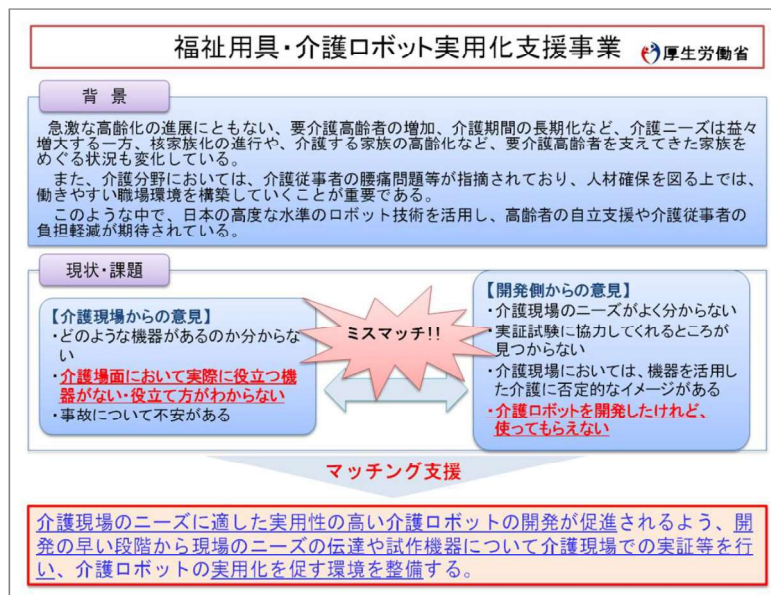 福祉用具・介護ロボット実用化支援事業
厚生労働省
背 景
急激な高齢化の進展にともない、要介護高齢者の増加、介護期間の長期化など、介護ニーズは益々
増大する一方、核家族化の進行や、介護する家族の高齢化など、要介護高齢者を支えてきた家族を
めぐる状況も変化している。
また、介護分野においては、介護従事者の腰痛問題等が指摘されており、人材確保を図る上では、
働きやすい職場環境を構築していくことが重要である。
このような中で、日本の高度な水準のロボット技術を活用し、高齢者の自立支援や介護従事者の
負担軽減が期待されている。
現状・課題
【介護現場からの意見】
・どのような機器があるのか分からな
い
・介護場面において実際に役立つ機
器がない・役立て方がわからない
・事故について不安がある
ミスマッチ!!
【開発側からの意見】
・介護現場のニーズがよく分からない
・実証試験に協力してくれるところが
見つからない
・介護現場においては、機器を活用し
た介護に否定的なイメージがある
・介護ロボットを開発したけれど、
使ってもらえない
マッチング支援
介護現場のニーズに適した実用性の高い介護ロボットの開発が促進されるよう、開
発の早い段階から現場のニーズの伝達や試作機器について介護現場での実証等を行
い、介護ロボットの実用化を促す環境を整備する。